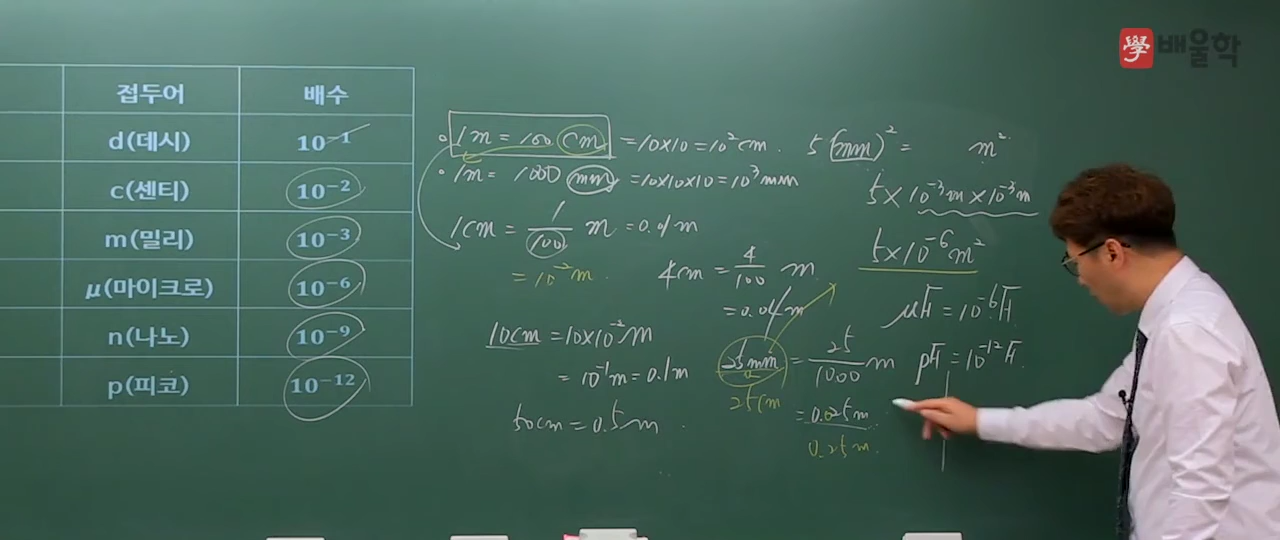 學 배울학
접두어 배수
d(데시) 10⁻¹
c(센티) 10⁻²
m(밀리) 10⁻³
μ(마이크로) 10⁻⁶
n(나노) 10⁻⁹
p(피코) 10⁻¹²
1m = 100 cm = 10×10 = 10² cm.
1m = 1000 mm = 10×10×10 = 10³ mm
1cm = 1/100 m = 0.01m
= 10⁻² m.
10cm = 10×10⁻² m
= 10⁻¹ m = 0.1m
50cm = 0.5m
4cm = 4/100 m
= 0.04m
25mm = 25/1000 m
25cm
= 0.025m
0.25m
5(mm)² = m²
5×10⁻³m×10⁻³m
5×10⁻⁶m²
μF = 10⁻⁶F
pF = 10⁻¹²F